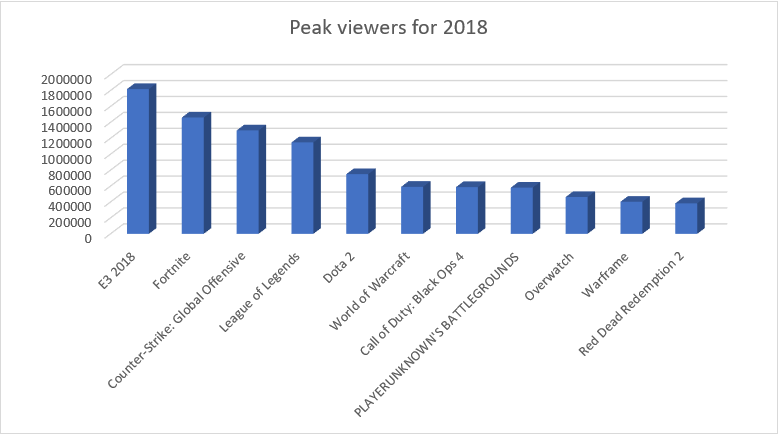 Peak viewers for 2018
2000000
1800000
1600000
1400000
1200000
1000000
800000
600000
400000
200000
0
E3 2018
Fortnite
Counter-Strike: Global Offensive
League of Legends
Dota 2
World of Warcraft
Call of Duty: Black Ops 4
PLAYERUNKNOWN'S BATTLEGROUNDS
Overwatch
Warframe
Red Dead Redemption 2